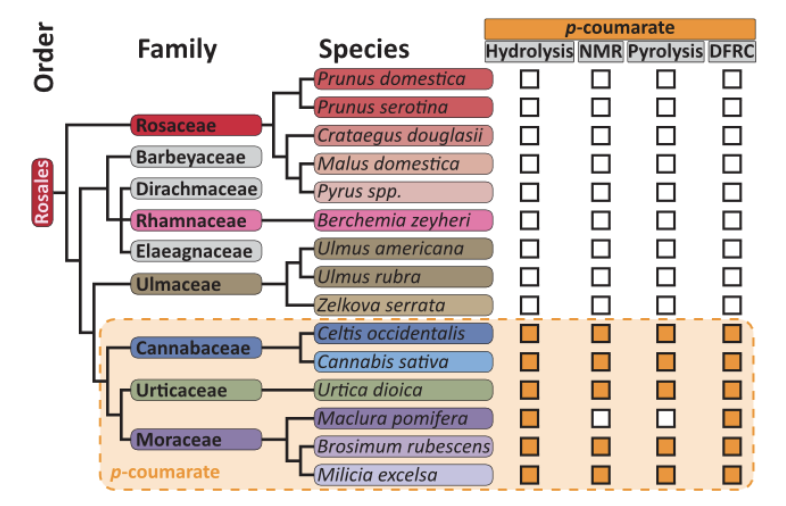 Order
Family
Species
p-coumarate
Hydrolysis NMR Pyrolysis DFRC
Rosales
Rosaceae
Barbeyaceae
Dirachmaceae
Rhamnaceae
Elaeagnaceae
Ulmaceae
Cannabaceae
Urticaceae
Moraceae
Prunus domestica
Prunus serotina
Crataegus douglasii
Malus domestica
Pyrus spp.
Berchemia zeyheri
Ulmus americana
Ulmus rubra
Zelkova serrata
Celtis occidentalis
Cannabis sativa
Urtica dioica
Maclura pomifera
Brosimum rubescens
Milicia excelsa
p-coumarate